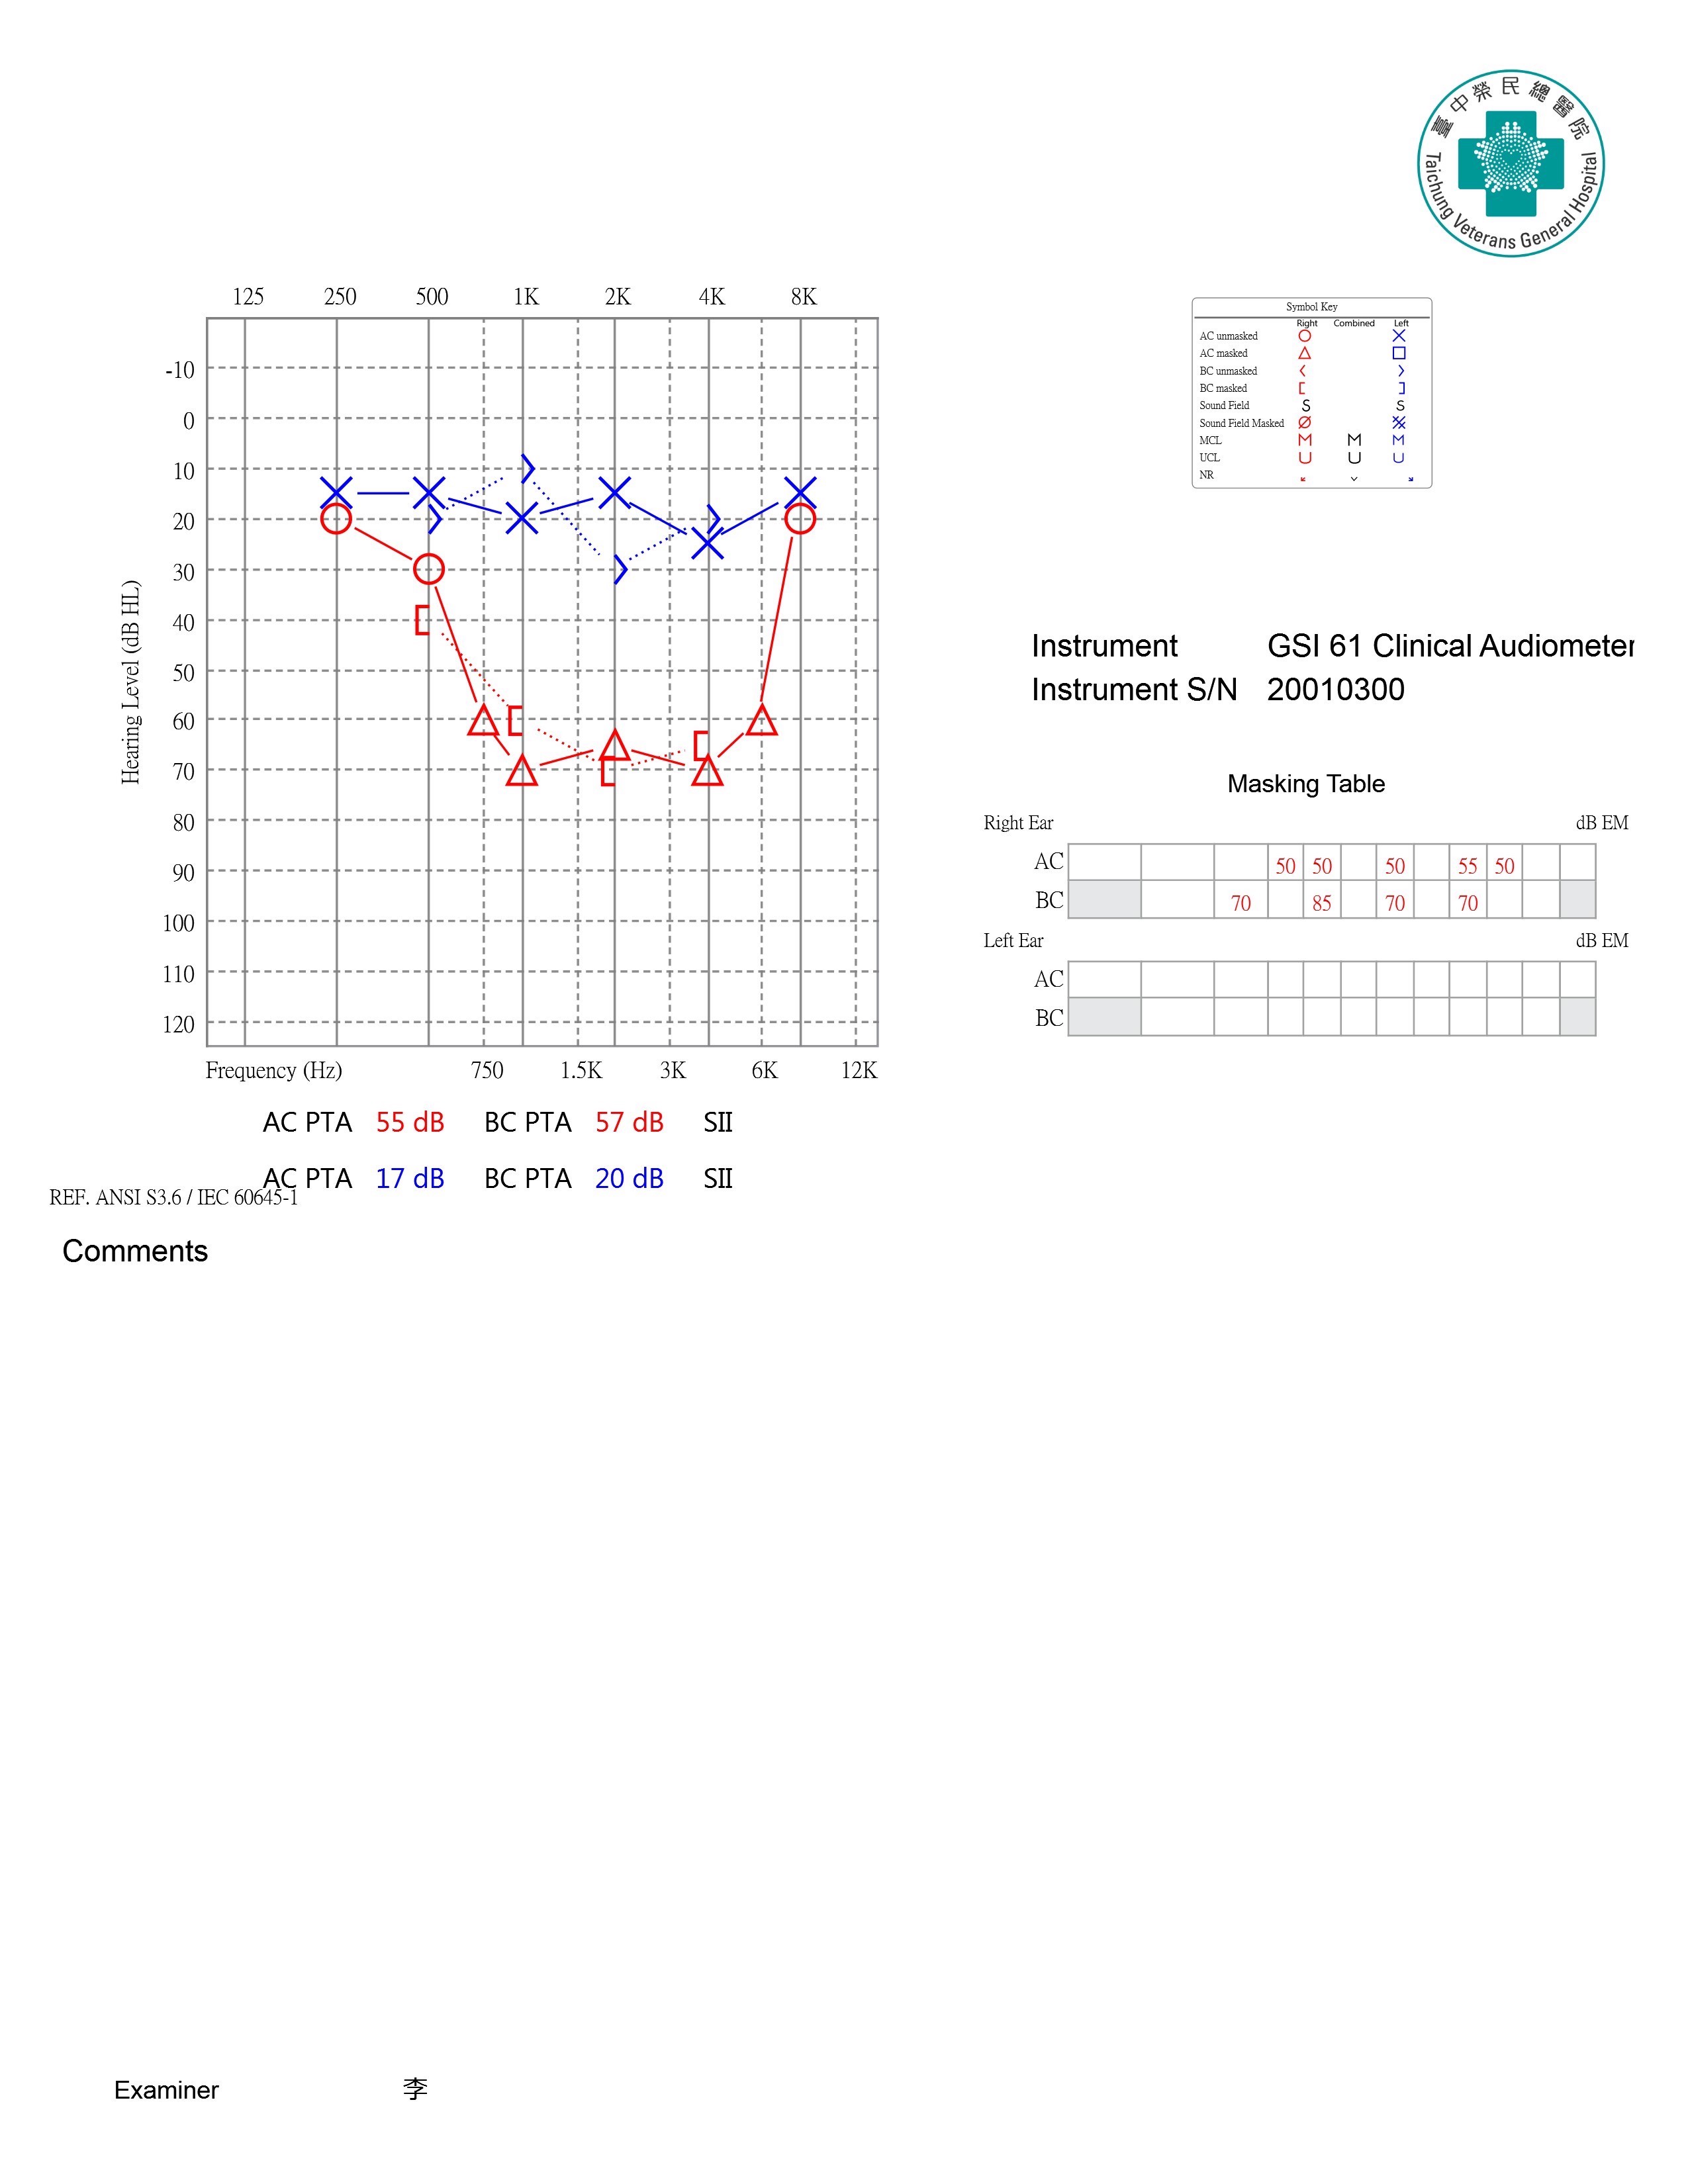 臺中榮民總醫院
Taichung Veterans General Hospital
125 250 500 1K 2K 4K 8K
-10
0
10
20
30
40
50
60
70
80
90
100
110
120
Hearing Level (dB HL)
Frequency (Hz) 750 1.5K 3K 6K 12K
AC PTA 55 dB BC PTA 57 dB SII
AC PTA 17 dB BC PTA 20 dB SII
REF. ANSI S3.6 / IEC 60645-1
Symbol Key
Right Combined Left
AC unmasked
AC masked
BC unmasked
BC masked
Sound Field S S
Sound Field Masked
MCL M M M
UCL U U U
NR
Instrument GSI 61 Clinical Audiometer
Instrument S/N 20010300
Masking Table
Right Ear dB EM
AC 50 50 50 55 50
BC 70 85 70 70
Left Ear dB EM
AC
BC
Comments
Examiner 李